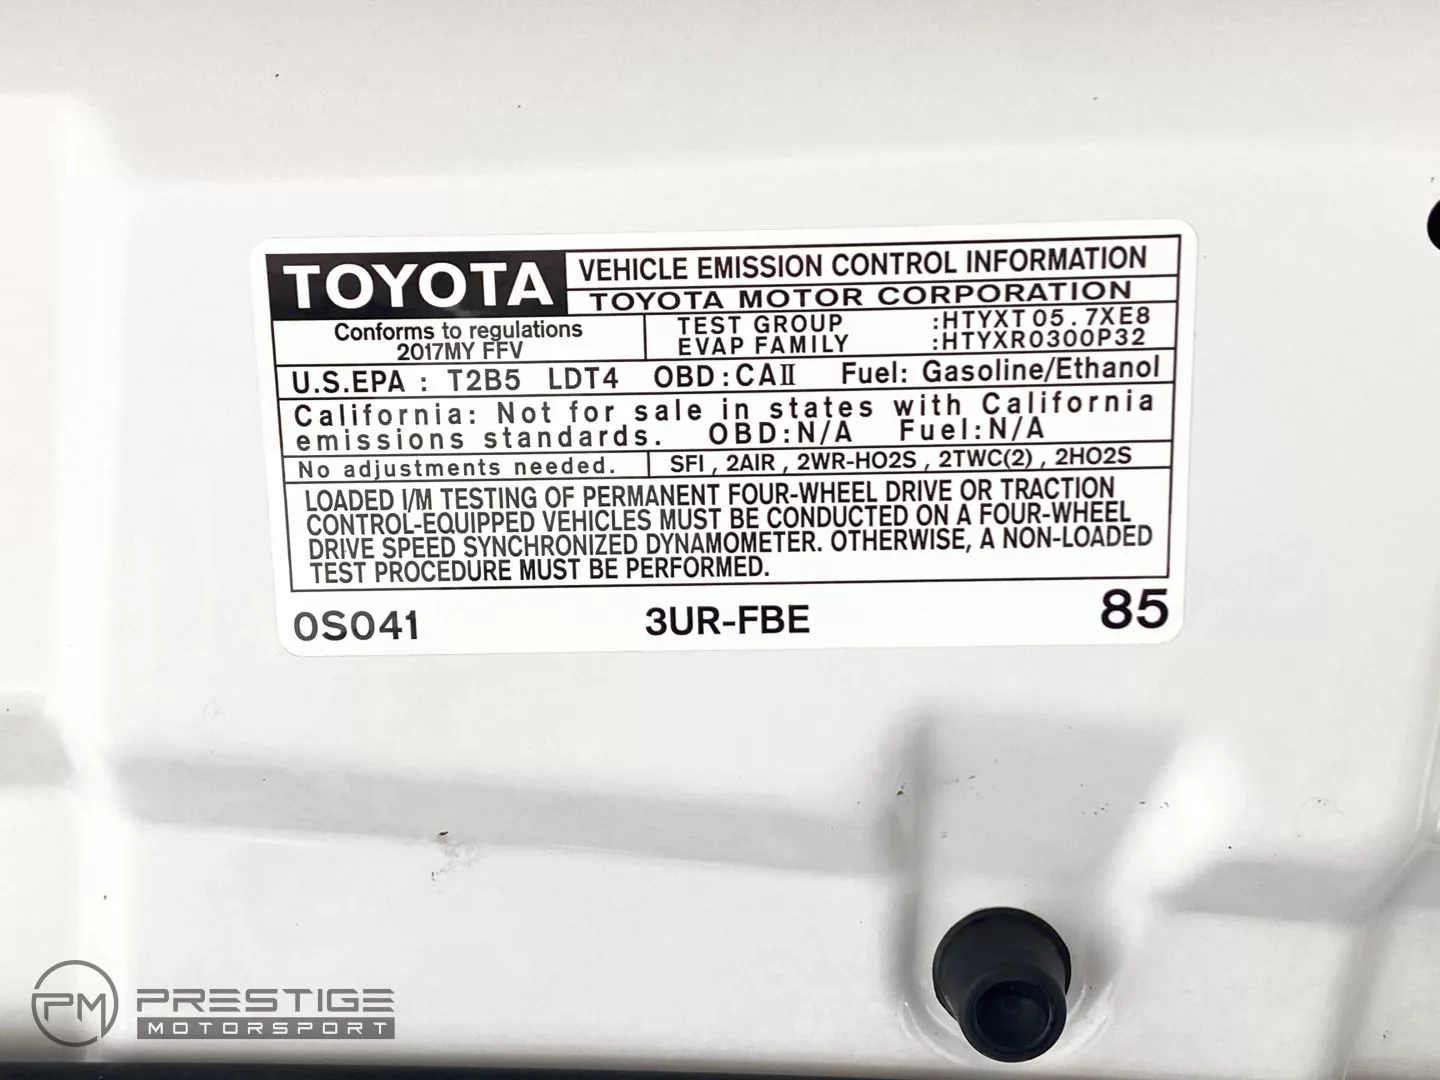 TOYOTA VEHICLE EMISSION CONTROL INFORMATION
TOYOTA MOTOR CORPORATION
Conforms to regulations
2017MY FFV
TEST GROUP :HTYXT05.7XE8
EVAP FAMILY :HTYXR0300P32
U.S.EPA : T2B5 LDT4 OBD:CAII Fuel: Gasoline/Ethanol
California: Not for sale in states with California
emissions standards. OBD:N/A Fuel:N/A
No adjustments needed. SFI , 2AIR , 2WR-HO2S , 2TWC(2) , 2HO2S
LOADED I/M TESTING OF PERMANENT FOUR-WHEEL DRIVE OR TRACTION
CONTROL-EQUIPPED VEHICLES MUST BE CONDUCTED ON A FOUR-WHEEL
DRIVE SPEED SYNCHRONIZED DYNAMOMETER. OTHERWISE, A NON-LOADED
TEST PROCEDURE MUST BE PERFORMED.
0S041 3UR-FBE 85
PM PRESTIGE
MOTORSPORT